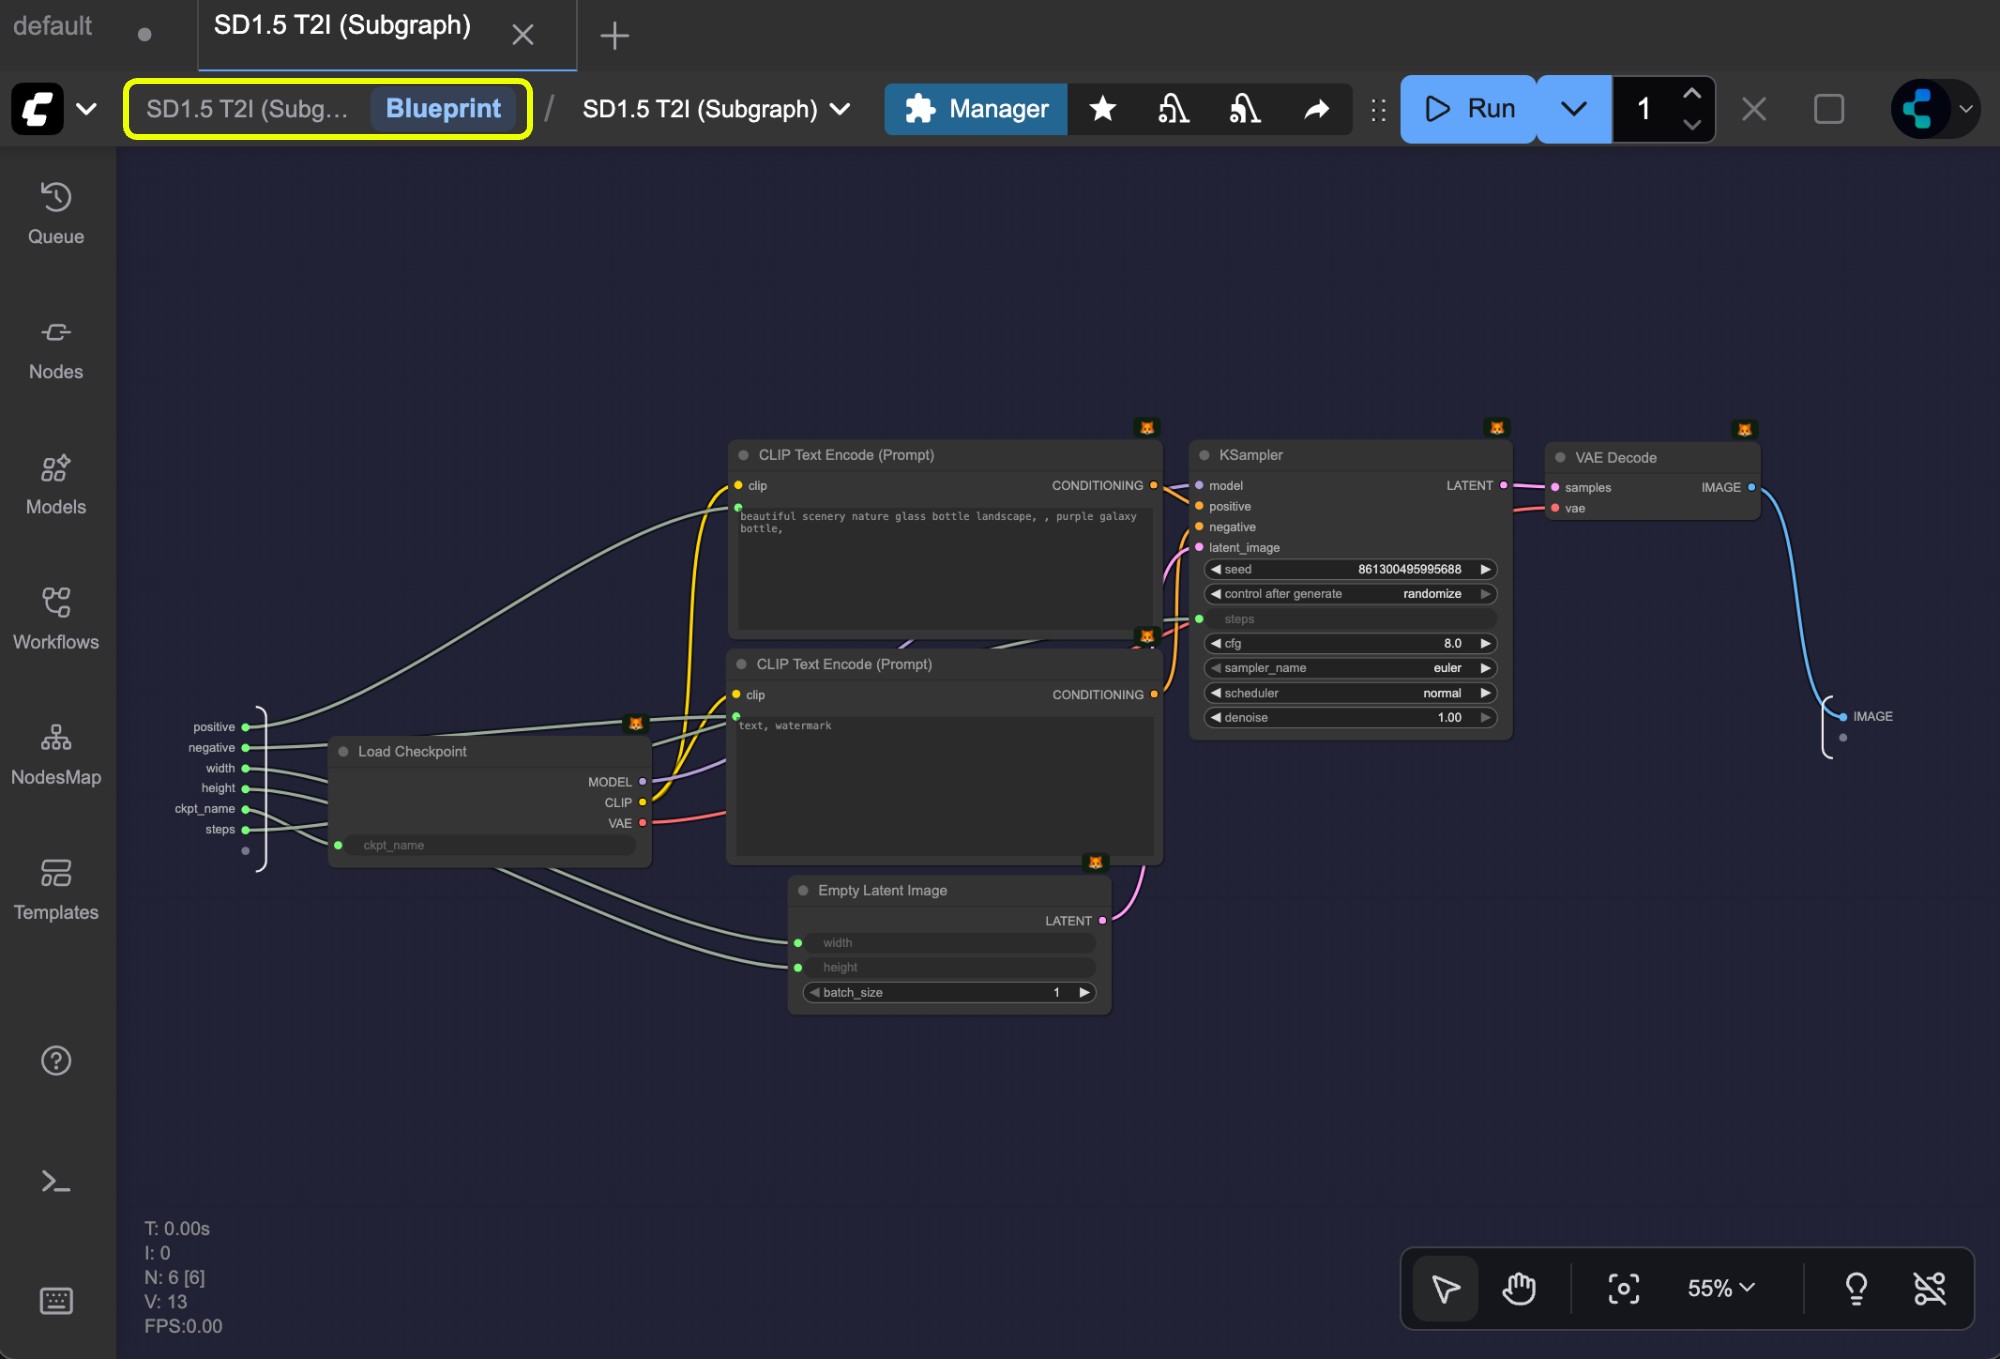 default
SD1.5 T2I (Subgraph)
SD1.5 T2I (Subg...
Blueprint
/
SD1.5 T2I (Subgraph)
Manager
Run
1
Queue
Nodes
Models
Workflows
NodesMap
Templates
positive
negative
width
height
ckpt_name
steps
Load Checkpoint
MODEL
CLIP
VAE
ckpt_name
CLIP Text Encode (Prompt)
clip
CONDITIONING
beautiful scenery nature glass bottle landscape, , purple galaxy
bottle,
CLIP Text Encode (Prompt)
clip
CONDITIONING
text, watermark
Empty Latent Image
LATENT
width
height
batch_size 1
KSampler
model
LATENT
positive
negative
latent_image
seed 861300495995688
control after generate randomize
steps
cfg 8.0
sampler_name euler
scheduler normal
denoise 1.00
VAE Decode
samples
IMAGE
vae
IMAGE
T: 0.00s
I: 0
N: 6 [6]
V: 13
FPS:0.00
55%